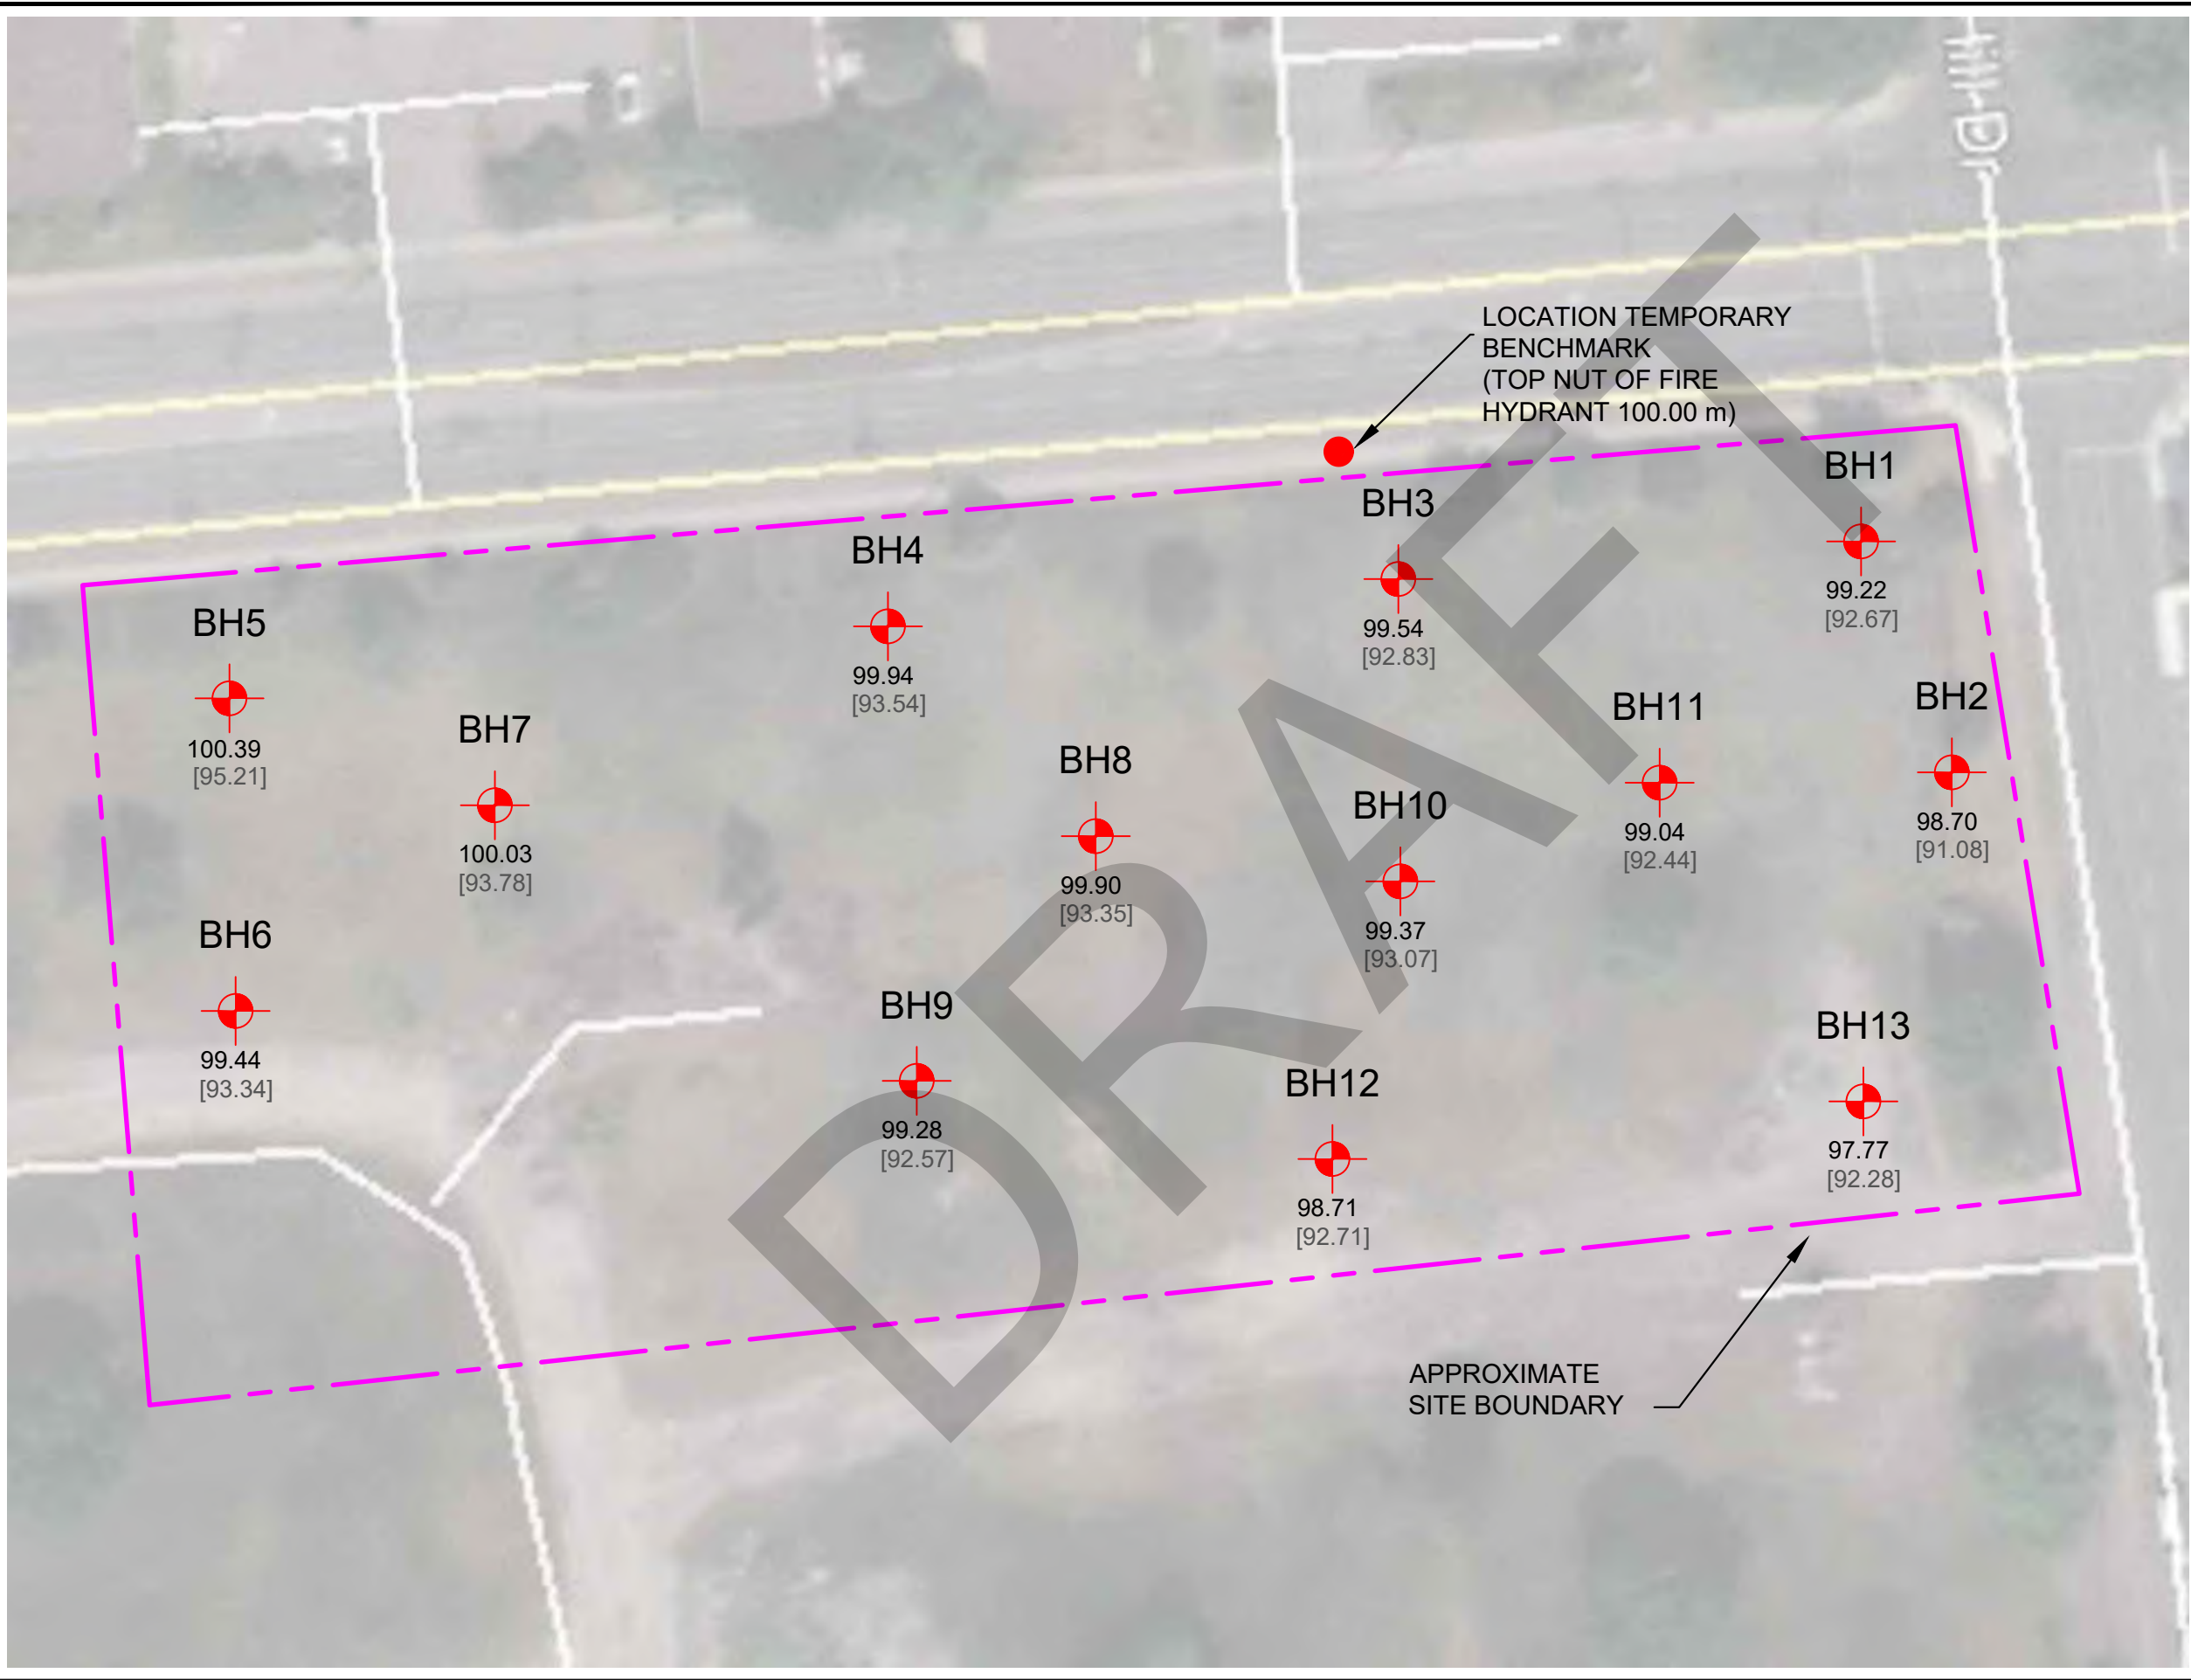 Hill Dr
LOCATION TEMPORARY
BENCHMARK
(TOP NUT OF FIRE
HYDRANT 100.00 m)
BH1
99.22
[92.67]
BH3
99.54
[92.83]
BH4
99.94
[93.54]
BH5
100.39
[95.21]
BH2
98.70
[91.08]
BH11
99.04
[92.44]
BH7
100.03
[93.78]
BH8
99.90
[93.35]
BH10
99.37
[93.07]
BH6
99.44
[93.34]
BH9
99.28
[92.57]
BH13
97.77
[92.28]
BH12
98.71
[92.71]
APPROXIMATE
SITE BOUNDARY
DRAFT